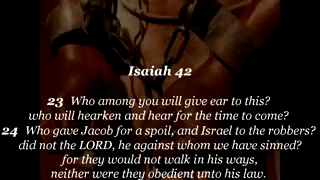 Isaiah 42
23 Who among you will give ear to this?
who will hearken and hear for the time to come?
24 Who gave Jacob for a spoil, and Israel to the robbers?
did not the LORD, he against whom we have sinned?
for they would not walk in his ways,
neither were they obedient unto his law.